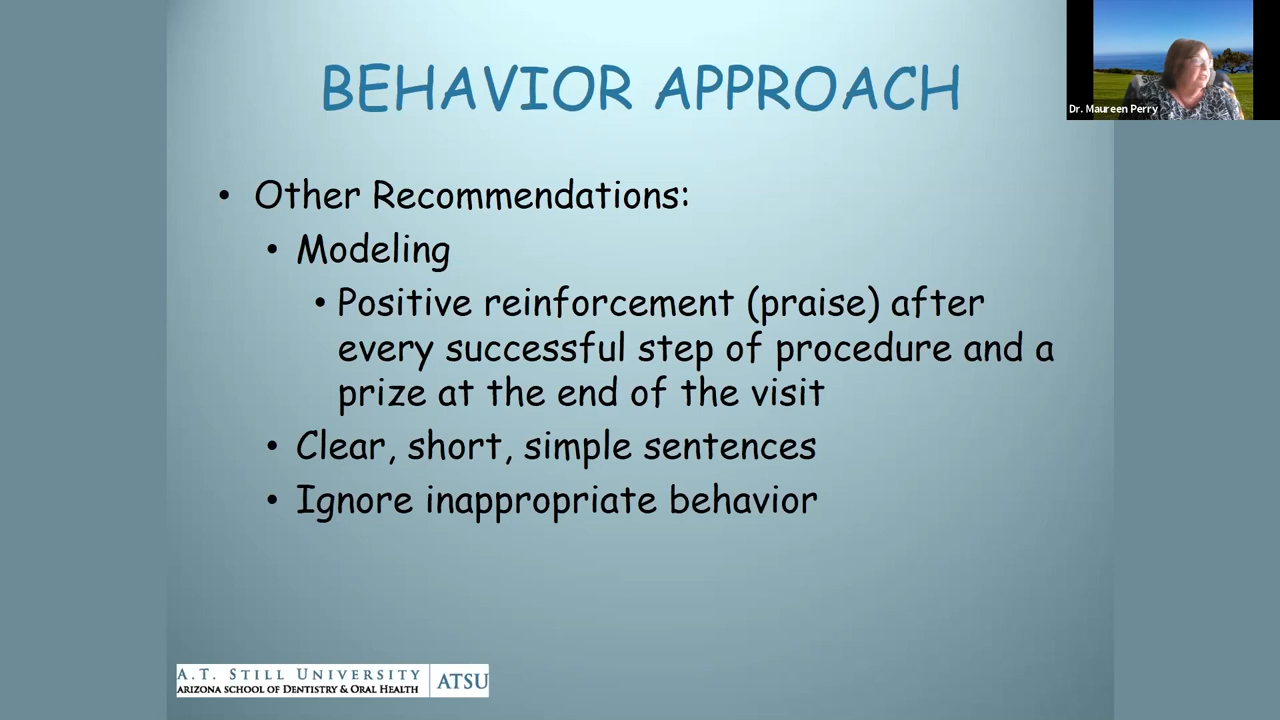 BEHAVIOR APPROACH
Dr. Maureen Perry
• Other Recommendations:
• Modeling
• Positive reinforcement (praise) after
every successful step of procedure and a
prize at the end of the visit
• Clear, short, simple sentences
• Ignore inappropriate behavior
A.T. STILL UNIVERSITY
ARIZONA SCHOOL OF DENTISTRY & ORAL HEALTH
ATSU